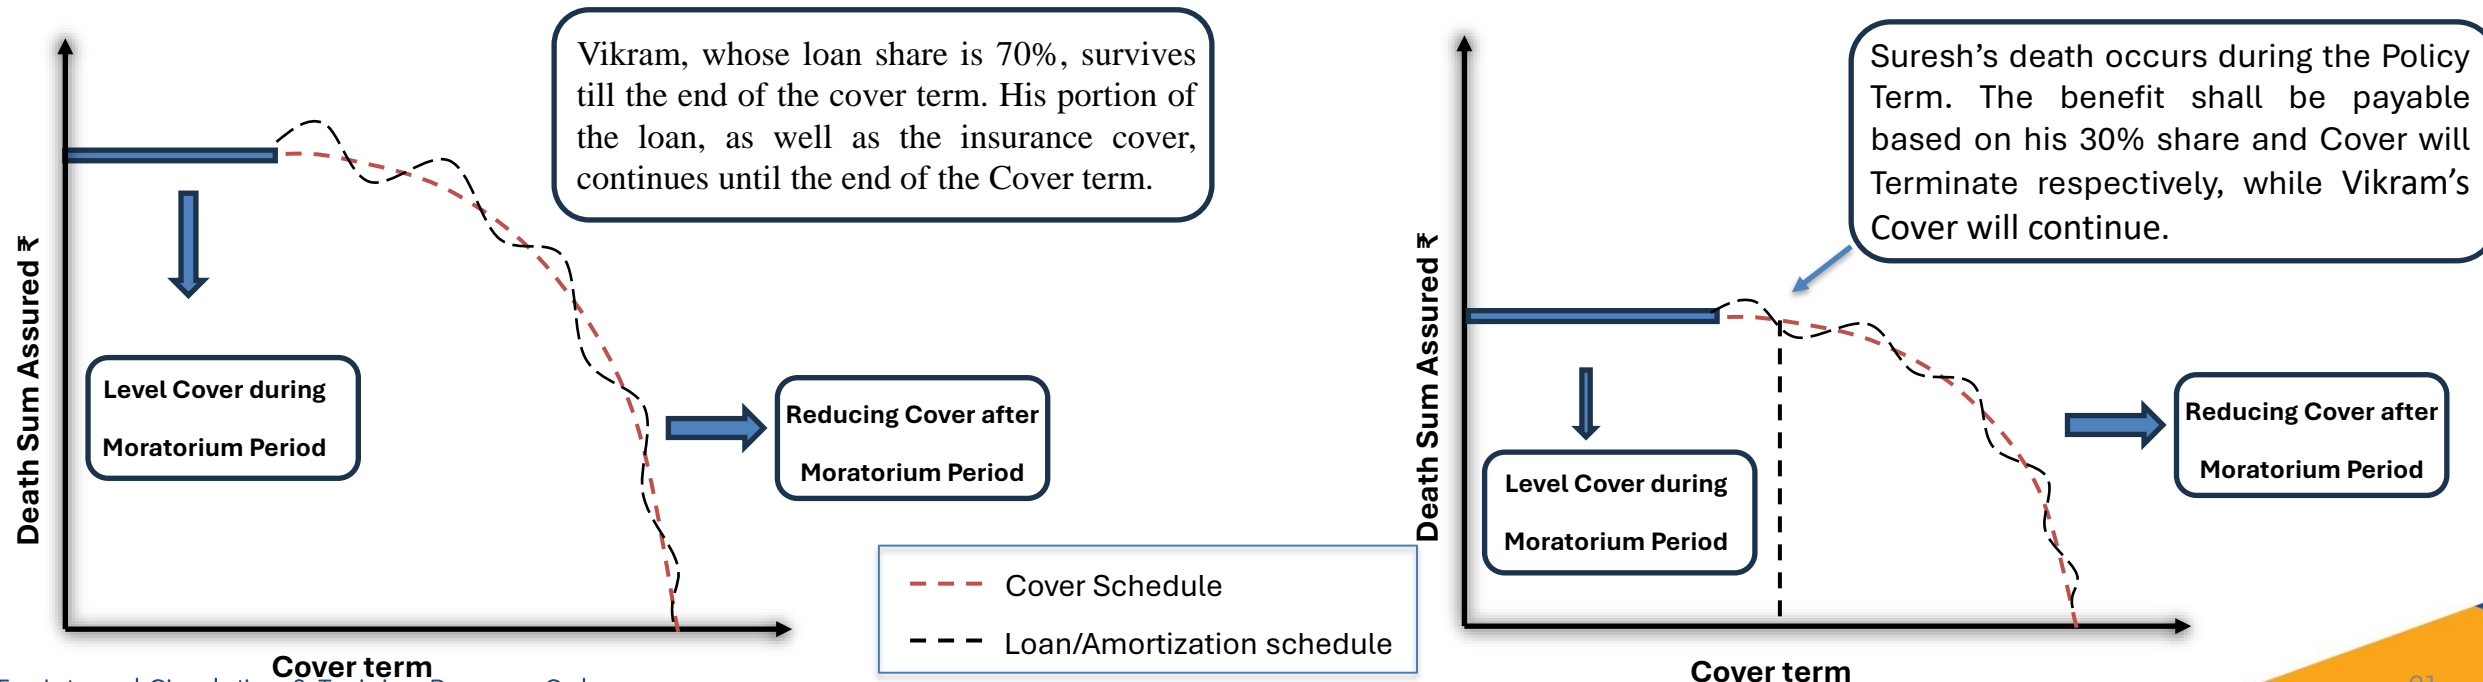 Vikram, whose loan share is 70%, survives
till the end of the cover term. His portion of
the loan, as well as the insurance cover,
continues until the end of the Cover term.
Death Sum Assured ₹
Level Cover during
Moratorium Period
Reducing Cover after
Moratorium Period
Cover term
Cover Schedule
Loan/Amortization schedule
Suresh's death occurs during the Policy
Term. The benefit shall be payable
based on his 30% share and Cover will
Terminate respectively, while Vikram's
Cover will continue.
Death Sum Assured ₹
Level Cover during
Moratorium Period
Reducing Cover after
Moratorium Period
Cover term